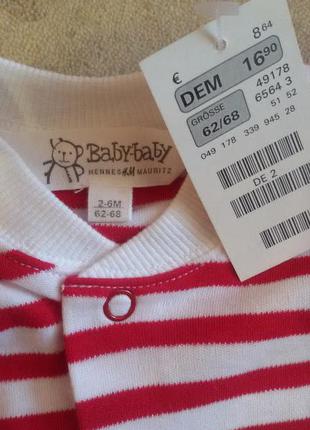 Baby-baby
HENNES H&M MAURITZ
2-6M
62-68
€ 8 64
DEM 16 90
GRÖSSE 49178
62/68 6564 3
51 52
049 178 339 945 28
DE 2